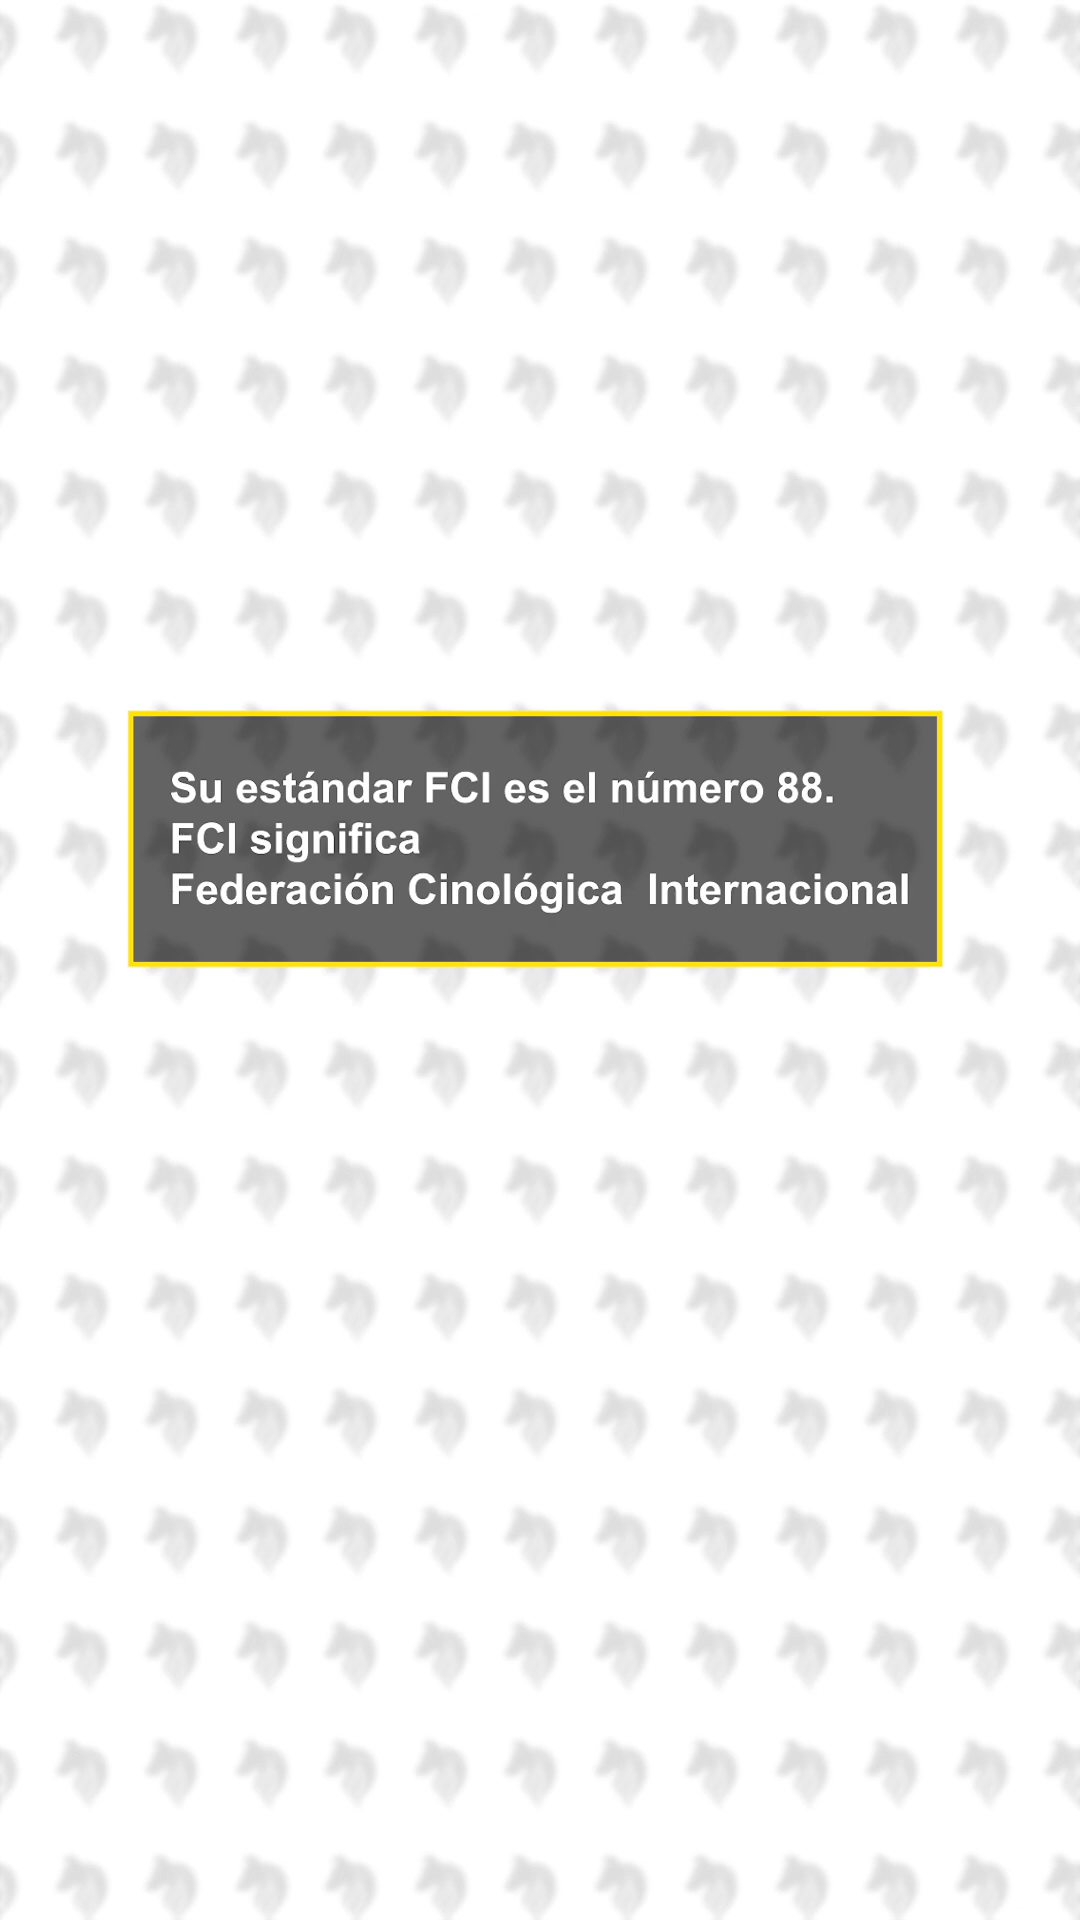 Su estándar FCI es el número 88.
FCI significa
Federación Cinológica  Internacional